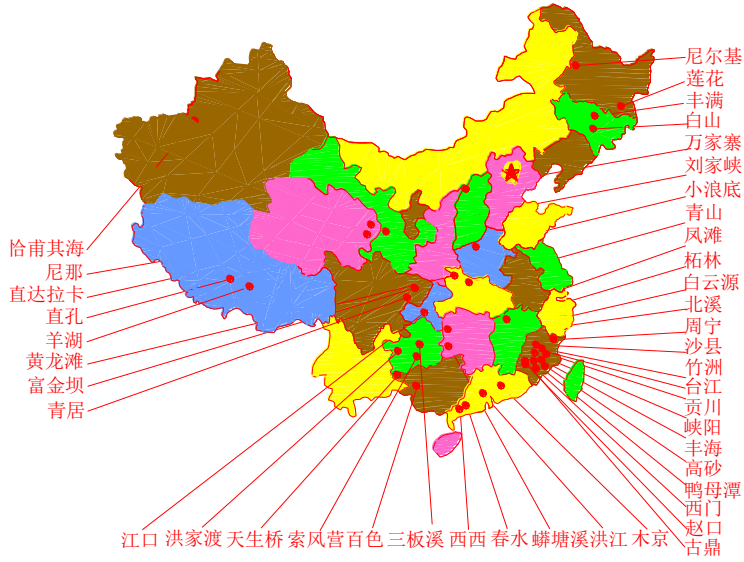 尼尔基
莲花
丰满
白山
万家寨
刘家峡
小浪底
青山
凤滩
柘林
白云源
北溪
周宁
沙县
竹洲
台江
贡川
峡阳
丰海
高砂
鸭母潭
西门
赵口
古鼎
恰甫其海
尼那
直达拉卡
直孔
羊湖
黄龙滩
富金坝
青居
江口 洪家渡 天生桥 索风营 百色 三板溪 西西 春水 蟒塘溪 洪江 木京